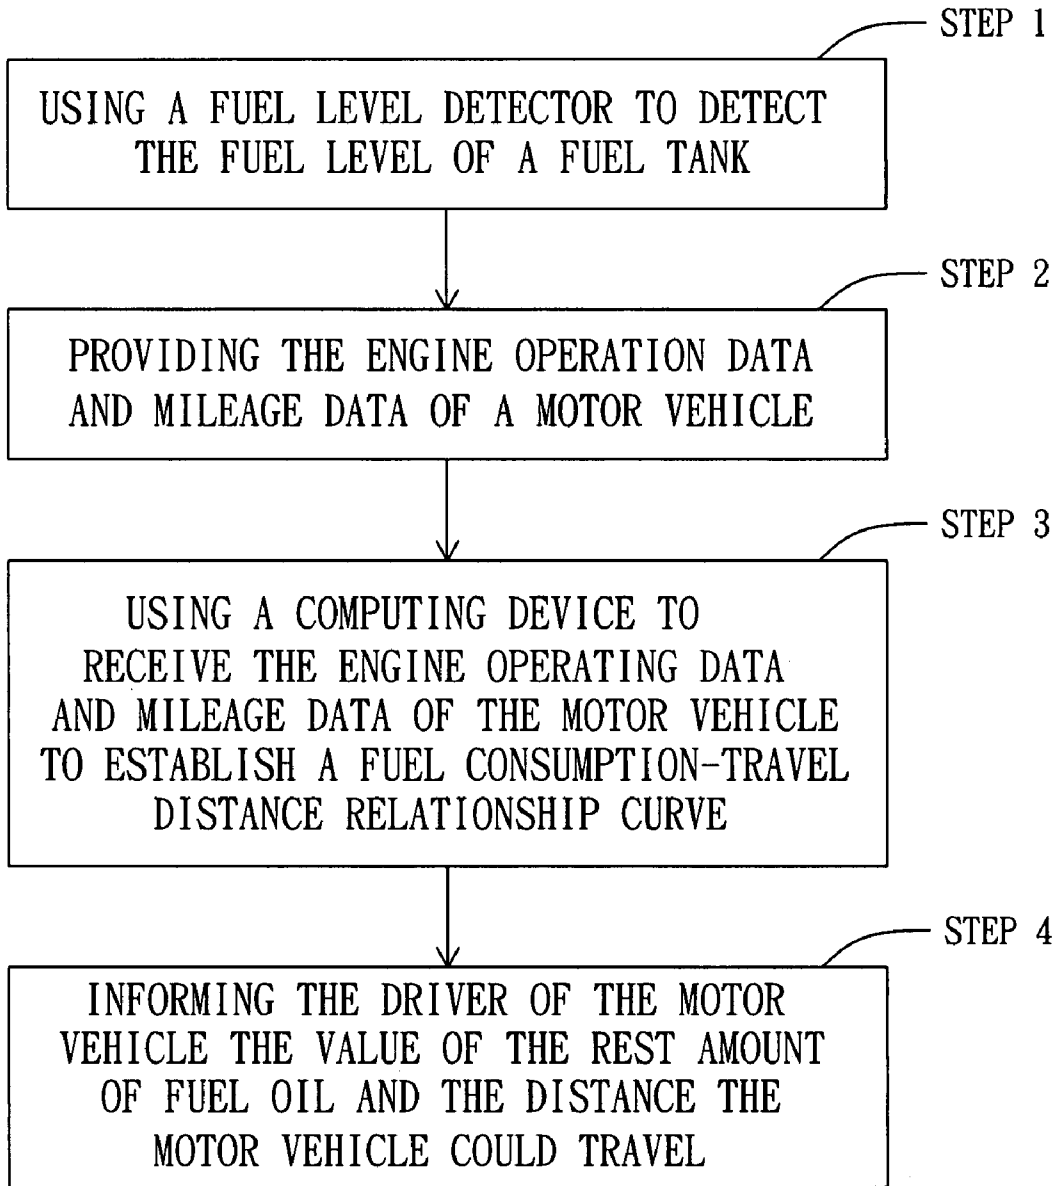 STEP 1
USING A FUEL LEVEL DETECTOR TO DETECT
THE FUEL LEVEL OF A FUEL TANK
STEP 2
PROVIDING THE ENGINE OPERATION DATA
AND MILEAGE DATA OF A MOTOR VEHICLE
STEP 3
USING A COMPUTING DEVICE TO
RECEIVE THE ENGINE OPERATING DATA
AND MILEAGE DATA OF THE MOTOR VEHICLE
TO ESTABLISH A FUEL CONSUMPTION-TRAVEL
DISTANCE RELATIONSHIP CURVE
STEP 4
INFORMING THE DRIVER OF THE MOTOR
VEHICLE THE VALUE OF THE REST AMOUNT
OF FUEL OIL AND THE DISTANCE THE
MOTOR VEHICLE COULD TRAVEL